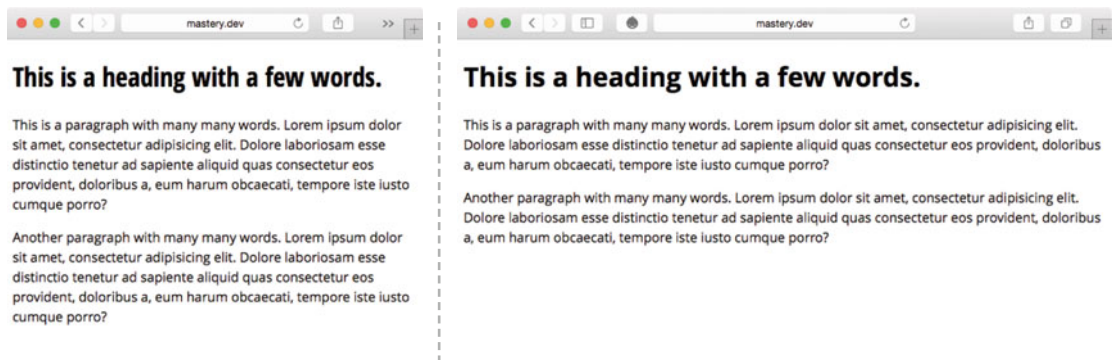 mastery.dev
This is a heading with a few words.
This is a paragraph with many many words. Lorem ipsum dolor
sit amet, consectetur adipisicing elit. Dolore laboriosam esse
distinctio tenetur ad sapiente aliquid quas consectetur eos
provident, doloribus a, eum harum obcaecati, tempore iste iusto
cumque porro?
Another paragraph with many many words. Lorem ipsum dolor
sit amet, consectetur adipisicing elit. Dolore laboriosam esse
distinctio tenetur ad sapiente aliquid quas consectetur eos
provident, doloribus a, eum harum obcaecati, tempore iste iusto
cumque porro?
mastery.dev
This is a heading with a few words.
This is a paragraph with many many words. Lorem ipsum dolor sit amet, consectetur adipisicing elit.
Dolore laboriosam esse distinctio tenetur ad sapiente aliquid quas consectetur eos provident, doloribus
a, eum harum obcaecati, tempore iste iusto cumque porro?
Another paragraph with many many words. Lorem ipsum dolor sit amet, consectetur adipisicing elit.
Dolore laboriosam esse distinctio tenetur ad sapiente aliquid quas consectetur eos provident, doloribus
a, eum harum obcaecati, tempore iste iusto cumque porro?